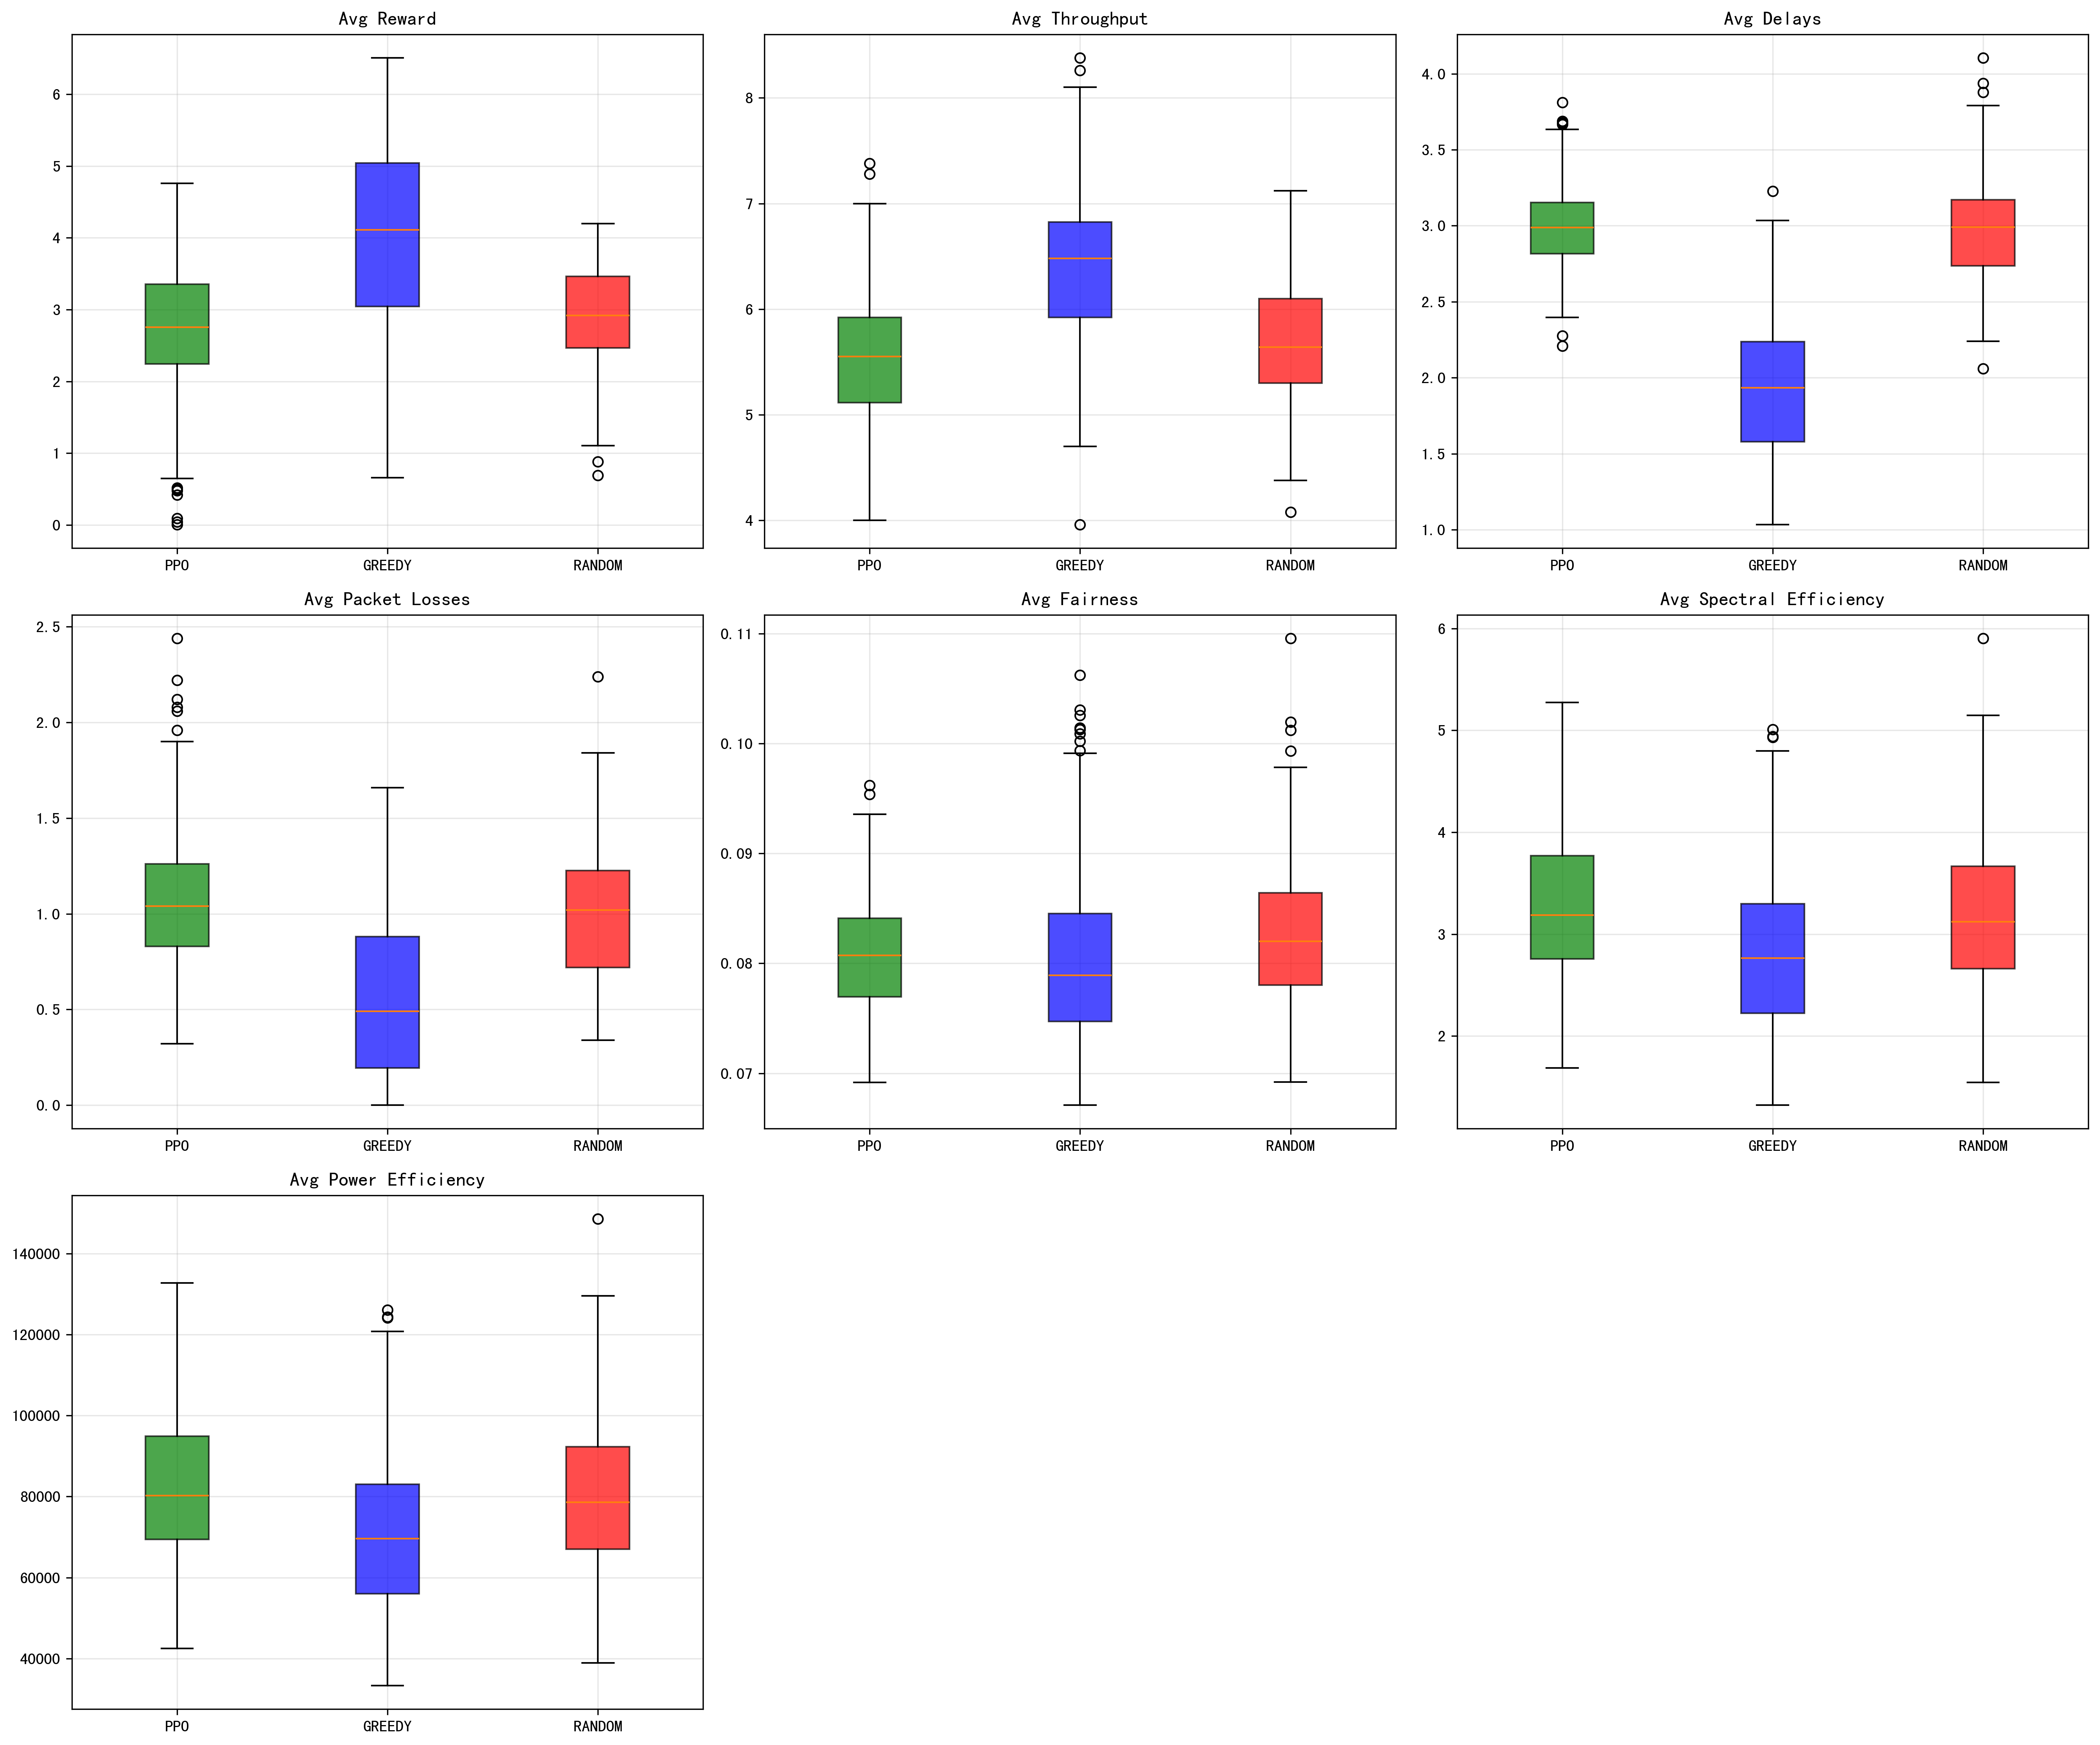 Avg Reward
6
5
4
3
2
1
0
PPO
GREEDY
RANDOM
Avg Throughput
8
7
6
5
4
PPO
GREEDY
RANDOM
Avg Delays
4.0
3.5
3.0
2.5
2.0
1.5
1.0
PPO
GREEDY
RANDOM
Avg Packet Losses
2.5
2.0
1.5
1.0
0.5
0.0
PPO
GREEDY
RANDOM
Avg Fairness
0.11
0.10
0.09
0.08
0.07
PPO
GREEDY
RANDOM
Avg Spectral Efficiency
6
5
4
3
2
PPO
GREEDY
RANDOM
Avg Power Efficiency
140000
120000
100000
80000
60000
40000
PPO
GREEDY
RANDOM